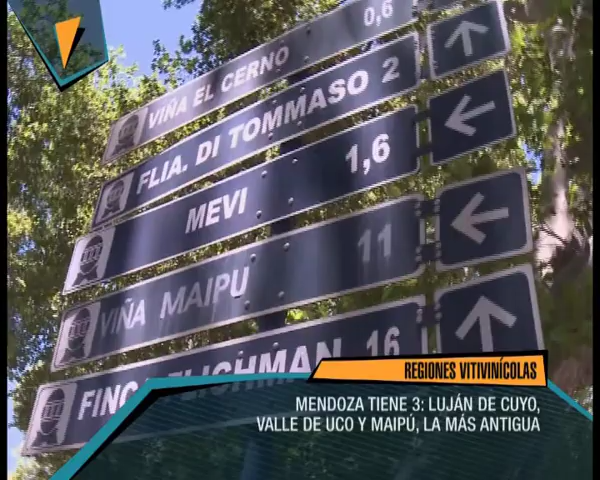 VIÑA EL CERNO 0,6
FLIA. DI TOMMASO 2
MEVI 1,6
VIÑA MAIPU 11
FLICHMAN 16
REGIONES VITIVINÍCOLAS
MENDOZA TIENE 3: LUJÁN DE CUYO,
VALLE DE UCO Y MAIPÚ, LA MÁS ANTIGUA